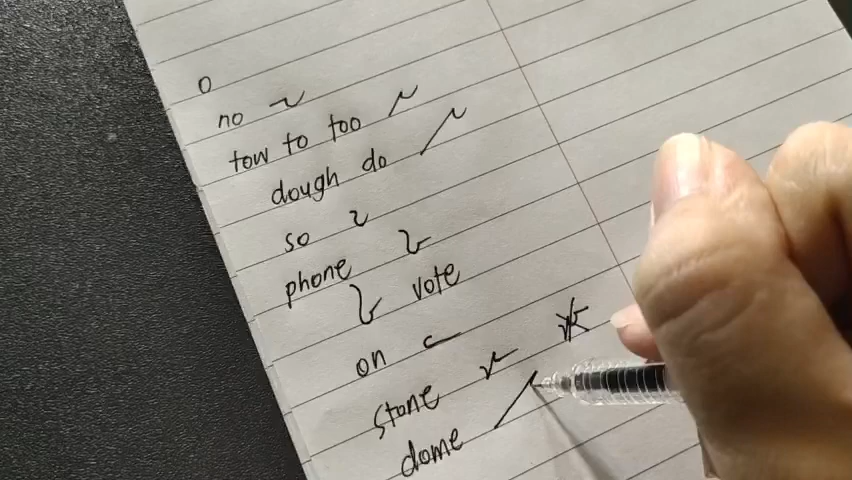 o
no
tow to too
dough do
so
phone
vote
on
stone
dome